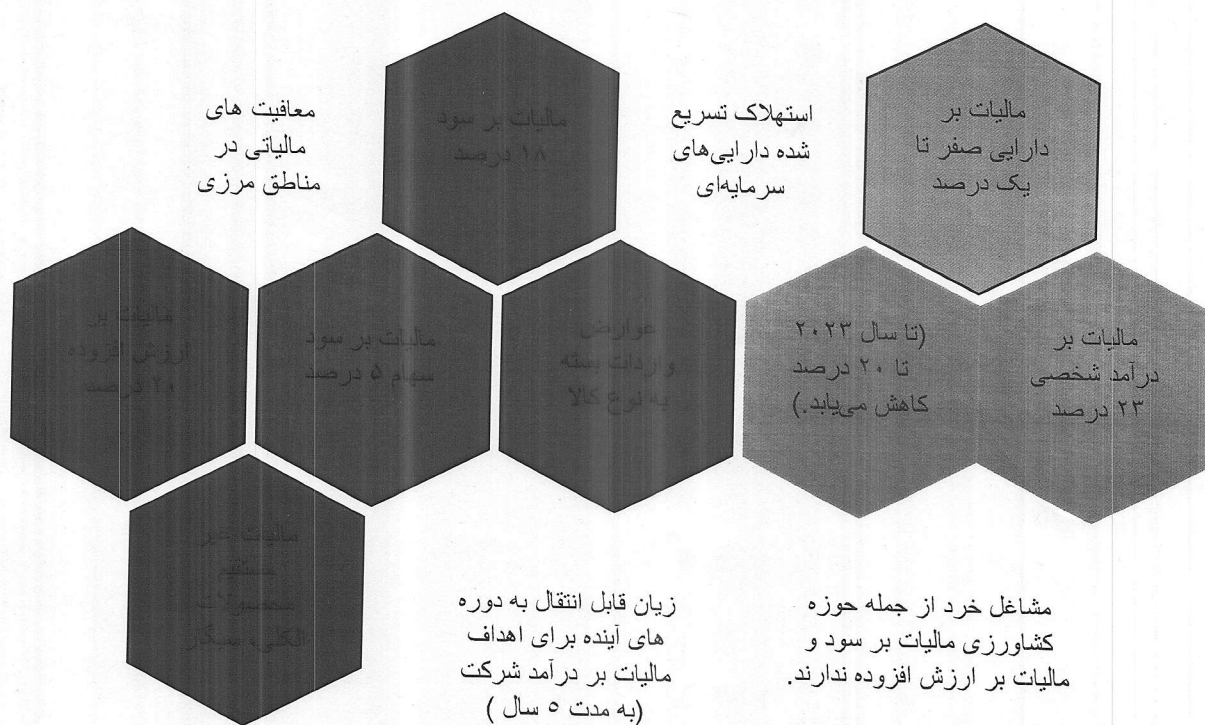 مالیات بر
دارایی صفر تا
یک درصد
استهلاک تسریع
شده دارایی‌های
سرمایه‌ای
مالیات بر سود
۱۸ درصد
معافیت های
مالیاتی در
مناطق مرزی
مالیات بر
درآمد شخصی
۲۳ درصد
(تا سال ۲۰۲۳
تا ۲۰ درصد
کاهش می‌یابد.)
عوارض
واردات بسته
به نوع کالا
مالیات بر سود
سهام ۵ درصد
مالیات بر
ارزش افزوده
۲۰ درصد
مالیات غیر
مستقیم
محصولات
مشاغل خرد از جمله حوزه
کشاورزی مالیات بر سود و
مالیات بر ارزش افزوده ندارند.
زیان قابل انتقال به دوره
های آینده برای اهداف
مالیات بر درآمد شرکت
(به مدت ۵ سال )